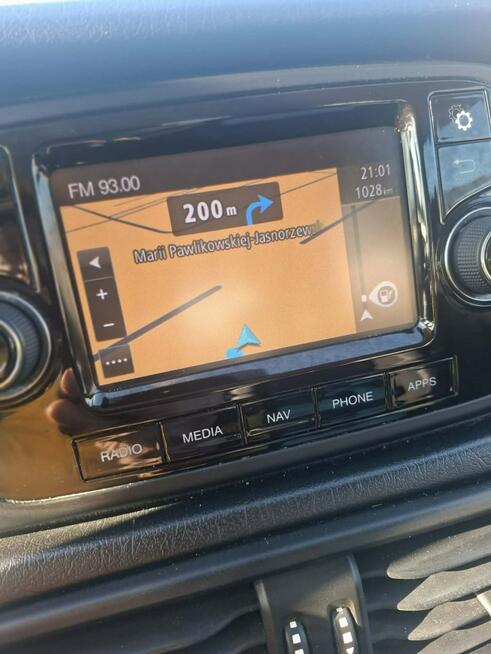 FM 93.00
200 m
21:01
1028 km
Marii Pawlikowskiej-Jasnorzew
+
-
....
RADIO
MEDIA
NAV
PHONE
APPS